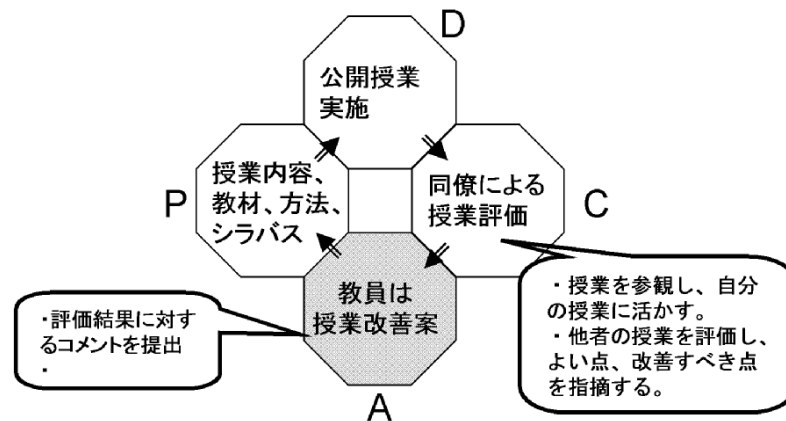 D
公開授業
実施
P
授業内容、
教材、方法、
シラバス
同僚による
授業評価
C
教員は
授業改善案
A
・評価結果に対す
るコメントを提出
・
・授業を参観し、自分
の授業に活かす。
・他者の授業を評価し、
よい点、改善すべき点
を指摘する。